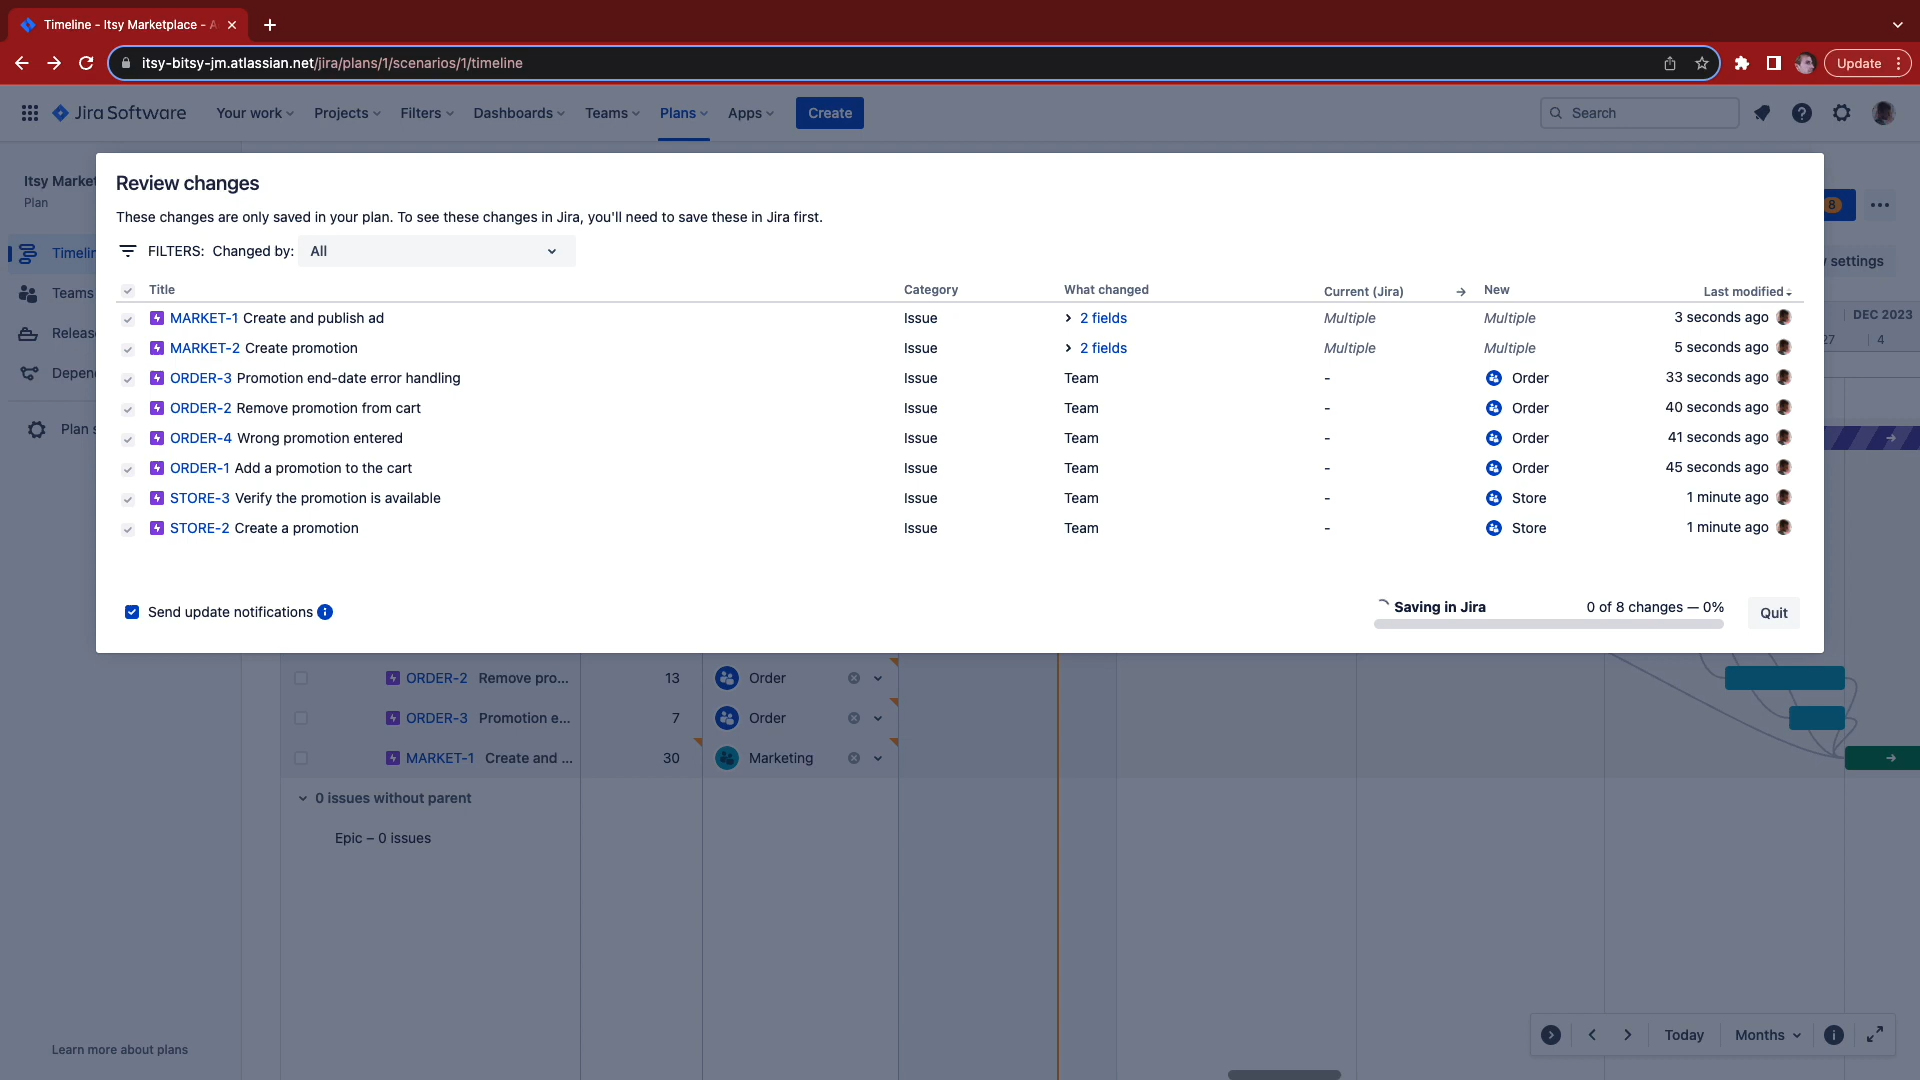 Timeline - Itsy Marketplace - A
itsy-bitsy-jm.atlassian.net/jira/plans/1/scenarios/1/timeline
Update
Jira Software
Your work
Projects
Filters
Dashboards
Teams
Plans
Apps
Create
Search
Itsy Market
Plan
8
Timelin
Teams
Releas
Depen
Plan s
settings
DEC 2023
27
4
Review changes
These changes are only saved in your plan. To see these changes in Jira, you'll need to save these in Jira first.
FILTERS: Changed by: All
Title Category What changed Current (Jira) → New Last modified
MARKET-1 Create and publish ad Issue 2 fields Multiple Multiple 3 seconds ago
MARKET-2 Create promotion Issue 2 fields Multiple Multiple 5 seconds ago
ORDER-3 Promotion end-date error handling Issue Team - Order 33 seconds ago
ORDER-2 Remove promotion from cart Issue Team - Order 40 seconds ago
ORDER-4 Wrong promotion entered Issue Team - Order 41 seconds ago
ORDER-1 Add a promotion to the cart Issue Team - Order 45 seconds ago
STORE-3 Verify the promotion is available Issue Team - Store 1 minute ago
STORE-2 Create a promotion Issue Team - Store 1 minute ago
Send update notifications
Saving in Jira 0 of 8 changes — 0%
Quit
ORDER-2 Remove pro... 13 Order
ORDER-3 Promotion e... 7 Order
MARKET-1 Create and ... 30 Marketing
0 issues without parent
Epic – 0 issues
Learn more about plans
Today
Months